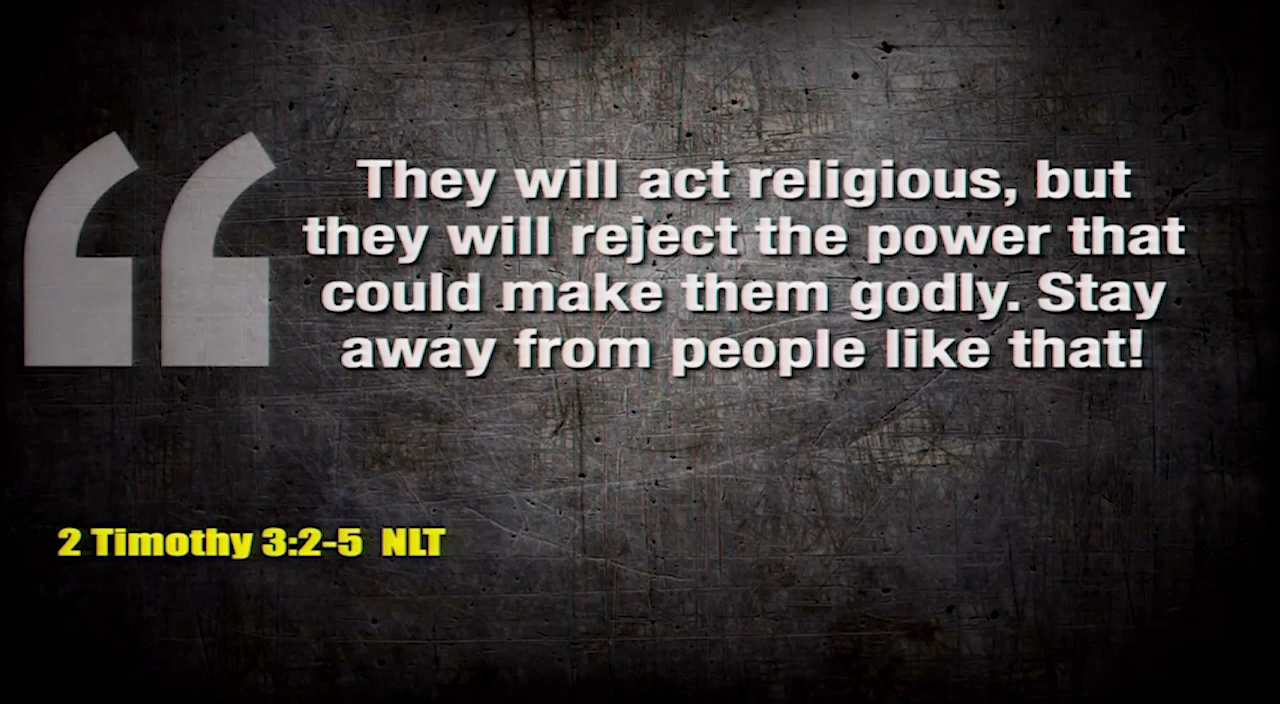 They will act religious, but
they will reject the power that
could make them godly. Stay
away from people like that!
2 Timothy 3:2-5 NLT